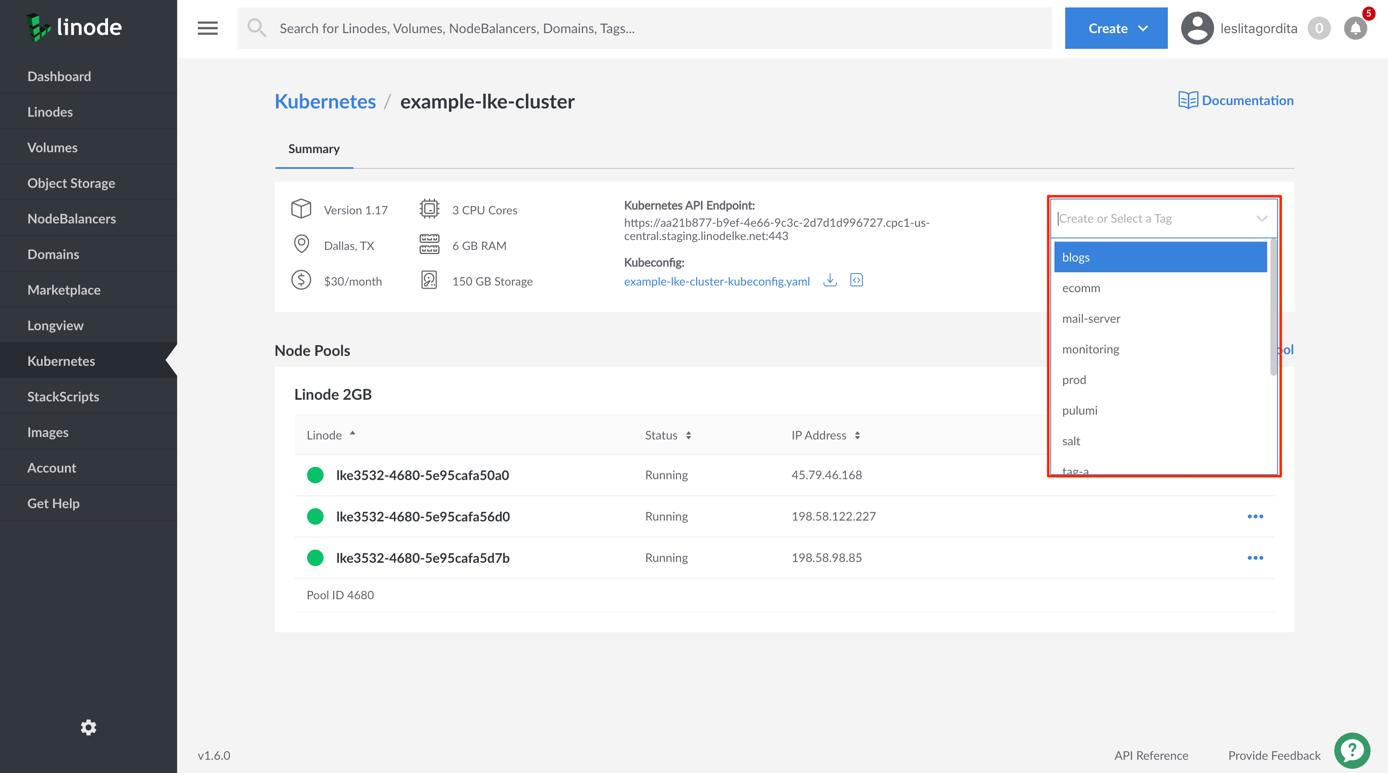 linode
Search for Linodes, Volumes, NodeBalancers, Domains, Tags...
Create
leslitagordita
0
5
Dashboard
Linodes
Volumes
Object Storage
NodeBalancers
Domains
Marketplace
Longview
Kubernetes
StackScripts
Images
Account
Get Help
Kubernetes / example-lke-cluster
Documentation
Summary
Version 1.17
Dallas, TX
$30/month
3 CPU Cores
6 GB RAM
150 GB Storage
Kubernetes API Endpoint:
https://aa21b877-b9ef-4e66-9c3c-2d7d1d996727.cpc1-us-
central.staging.linodelke.net:443
Kubeconfig:
example-lke-cluster-kubeconfig.yaml
Create or Select a Tag
blogs
ecomm
mail-server
monitoring
prod
pulumi
salt
tag-a
Node Pools
Linode 2GB
Linode Status IP Address
lke3532-4680-5e95cafa50a0 Running 45.79.46.168
lke3532-4680-5e95cafa56d0 Running 198.58.122.227
lke3532-4680-5e95cafa5d7b Running 198.58.98.85
Pool ID 4680
v1.6.0
API Reference
Provide Feedback